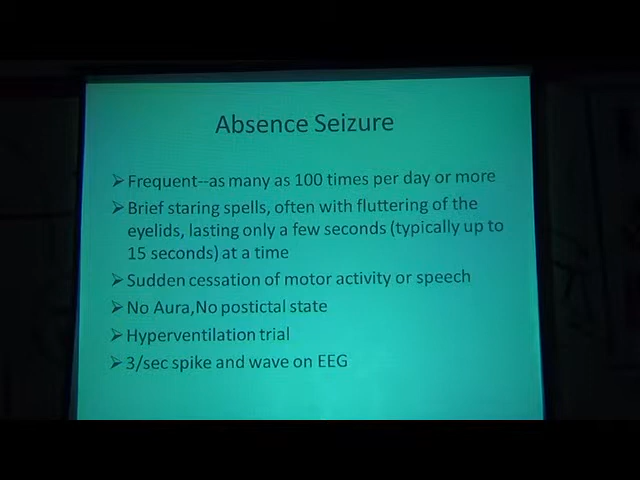 Absence Seizure
➢ Frequent--as many as 100 times per day or more
➢ Brief staring spells, often with fluttering of the
eyelids, lasting only a few seconds (typically up to
15 seconds) at a time
➢ Sudden cessation of motor activity or speech
➢ No Aura,No postictal state
➢ Hyperventilation trial
➢ 3/sec spike and wave on EEG